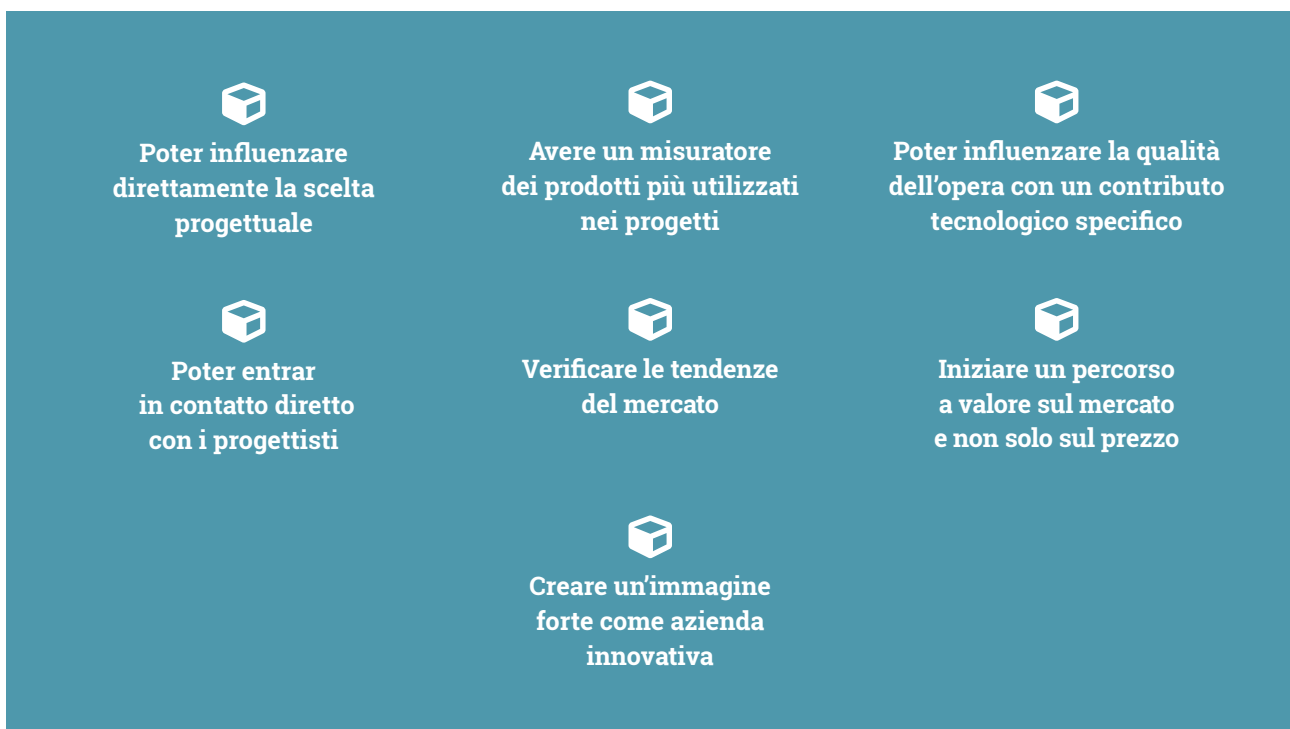 Poter influenzare
direttamente la scelta
progettuale
Avere un misuratore
dei prodotti più utilizzati
nei progetti
Poter influenzare la qualità
dell’opera con un contributo
tecnologico specifico
Poter entrar
in contatto diretto
con i progettisti
Verificare le tendenze
del mercato
Iniziare un percorso
a valore sul mercato
e non solo sul prezzo
Creare un’immagine
forte come azienda
innovativa